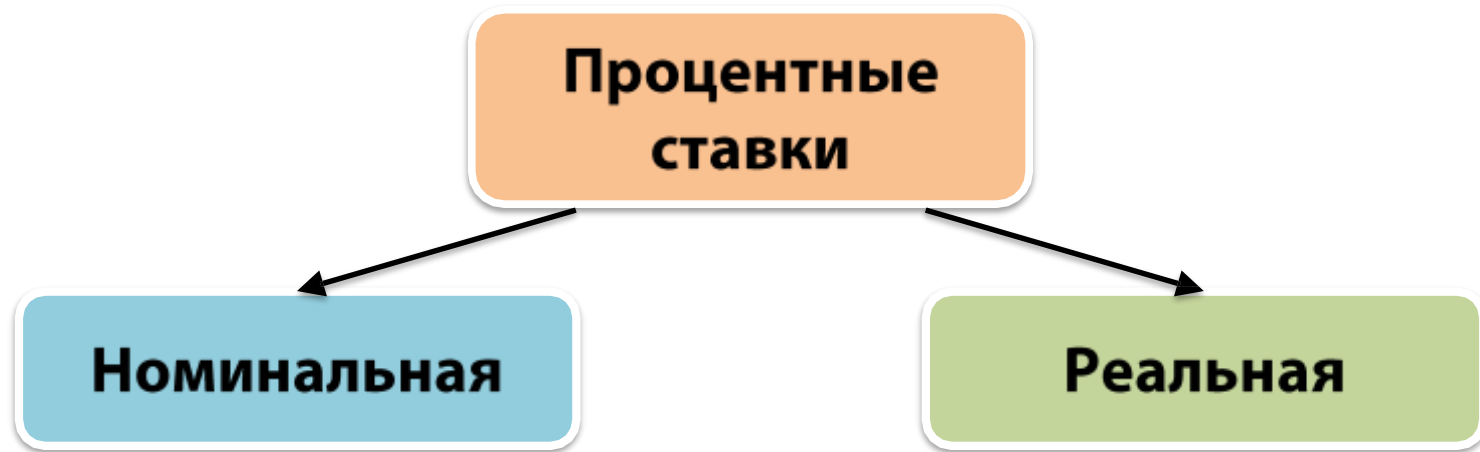 Процентные
ставки
Номинальная
Реальная